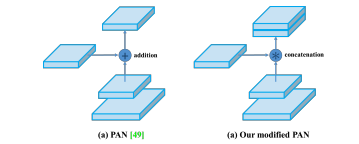 addition
concatenation
(a) PAN [49]
(a) Our modified PAN